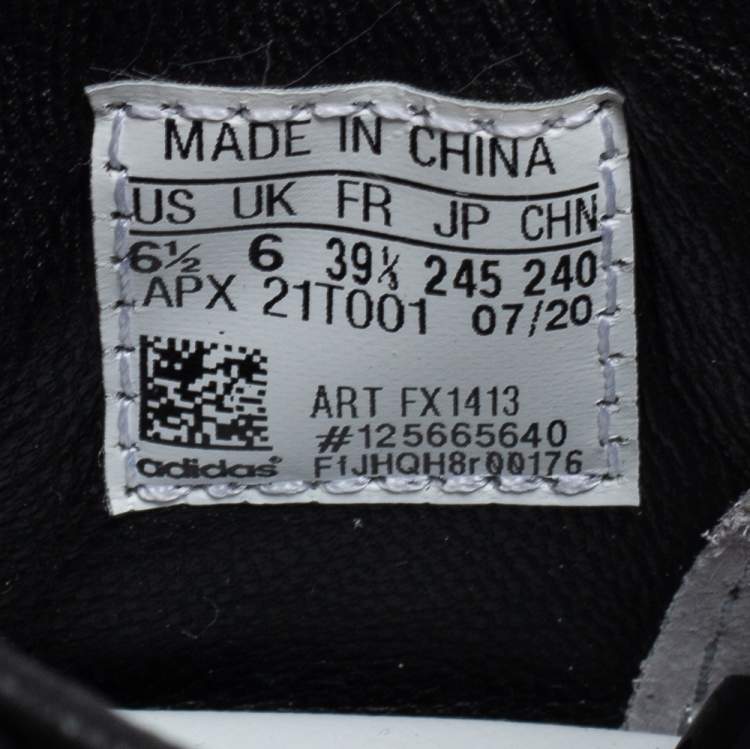 MADE IN CHINA
US UK FR JP CHN
6½ 6 39⅓ 245 240
APX 21T001 07/20
ART FX1413
#125665640
adidas® FfJHQH8r00176